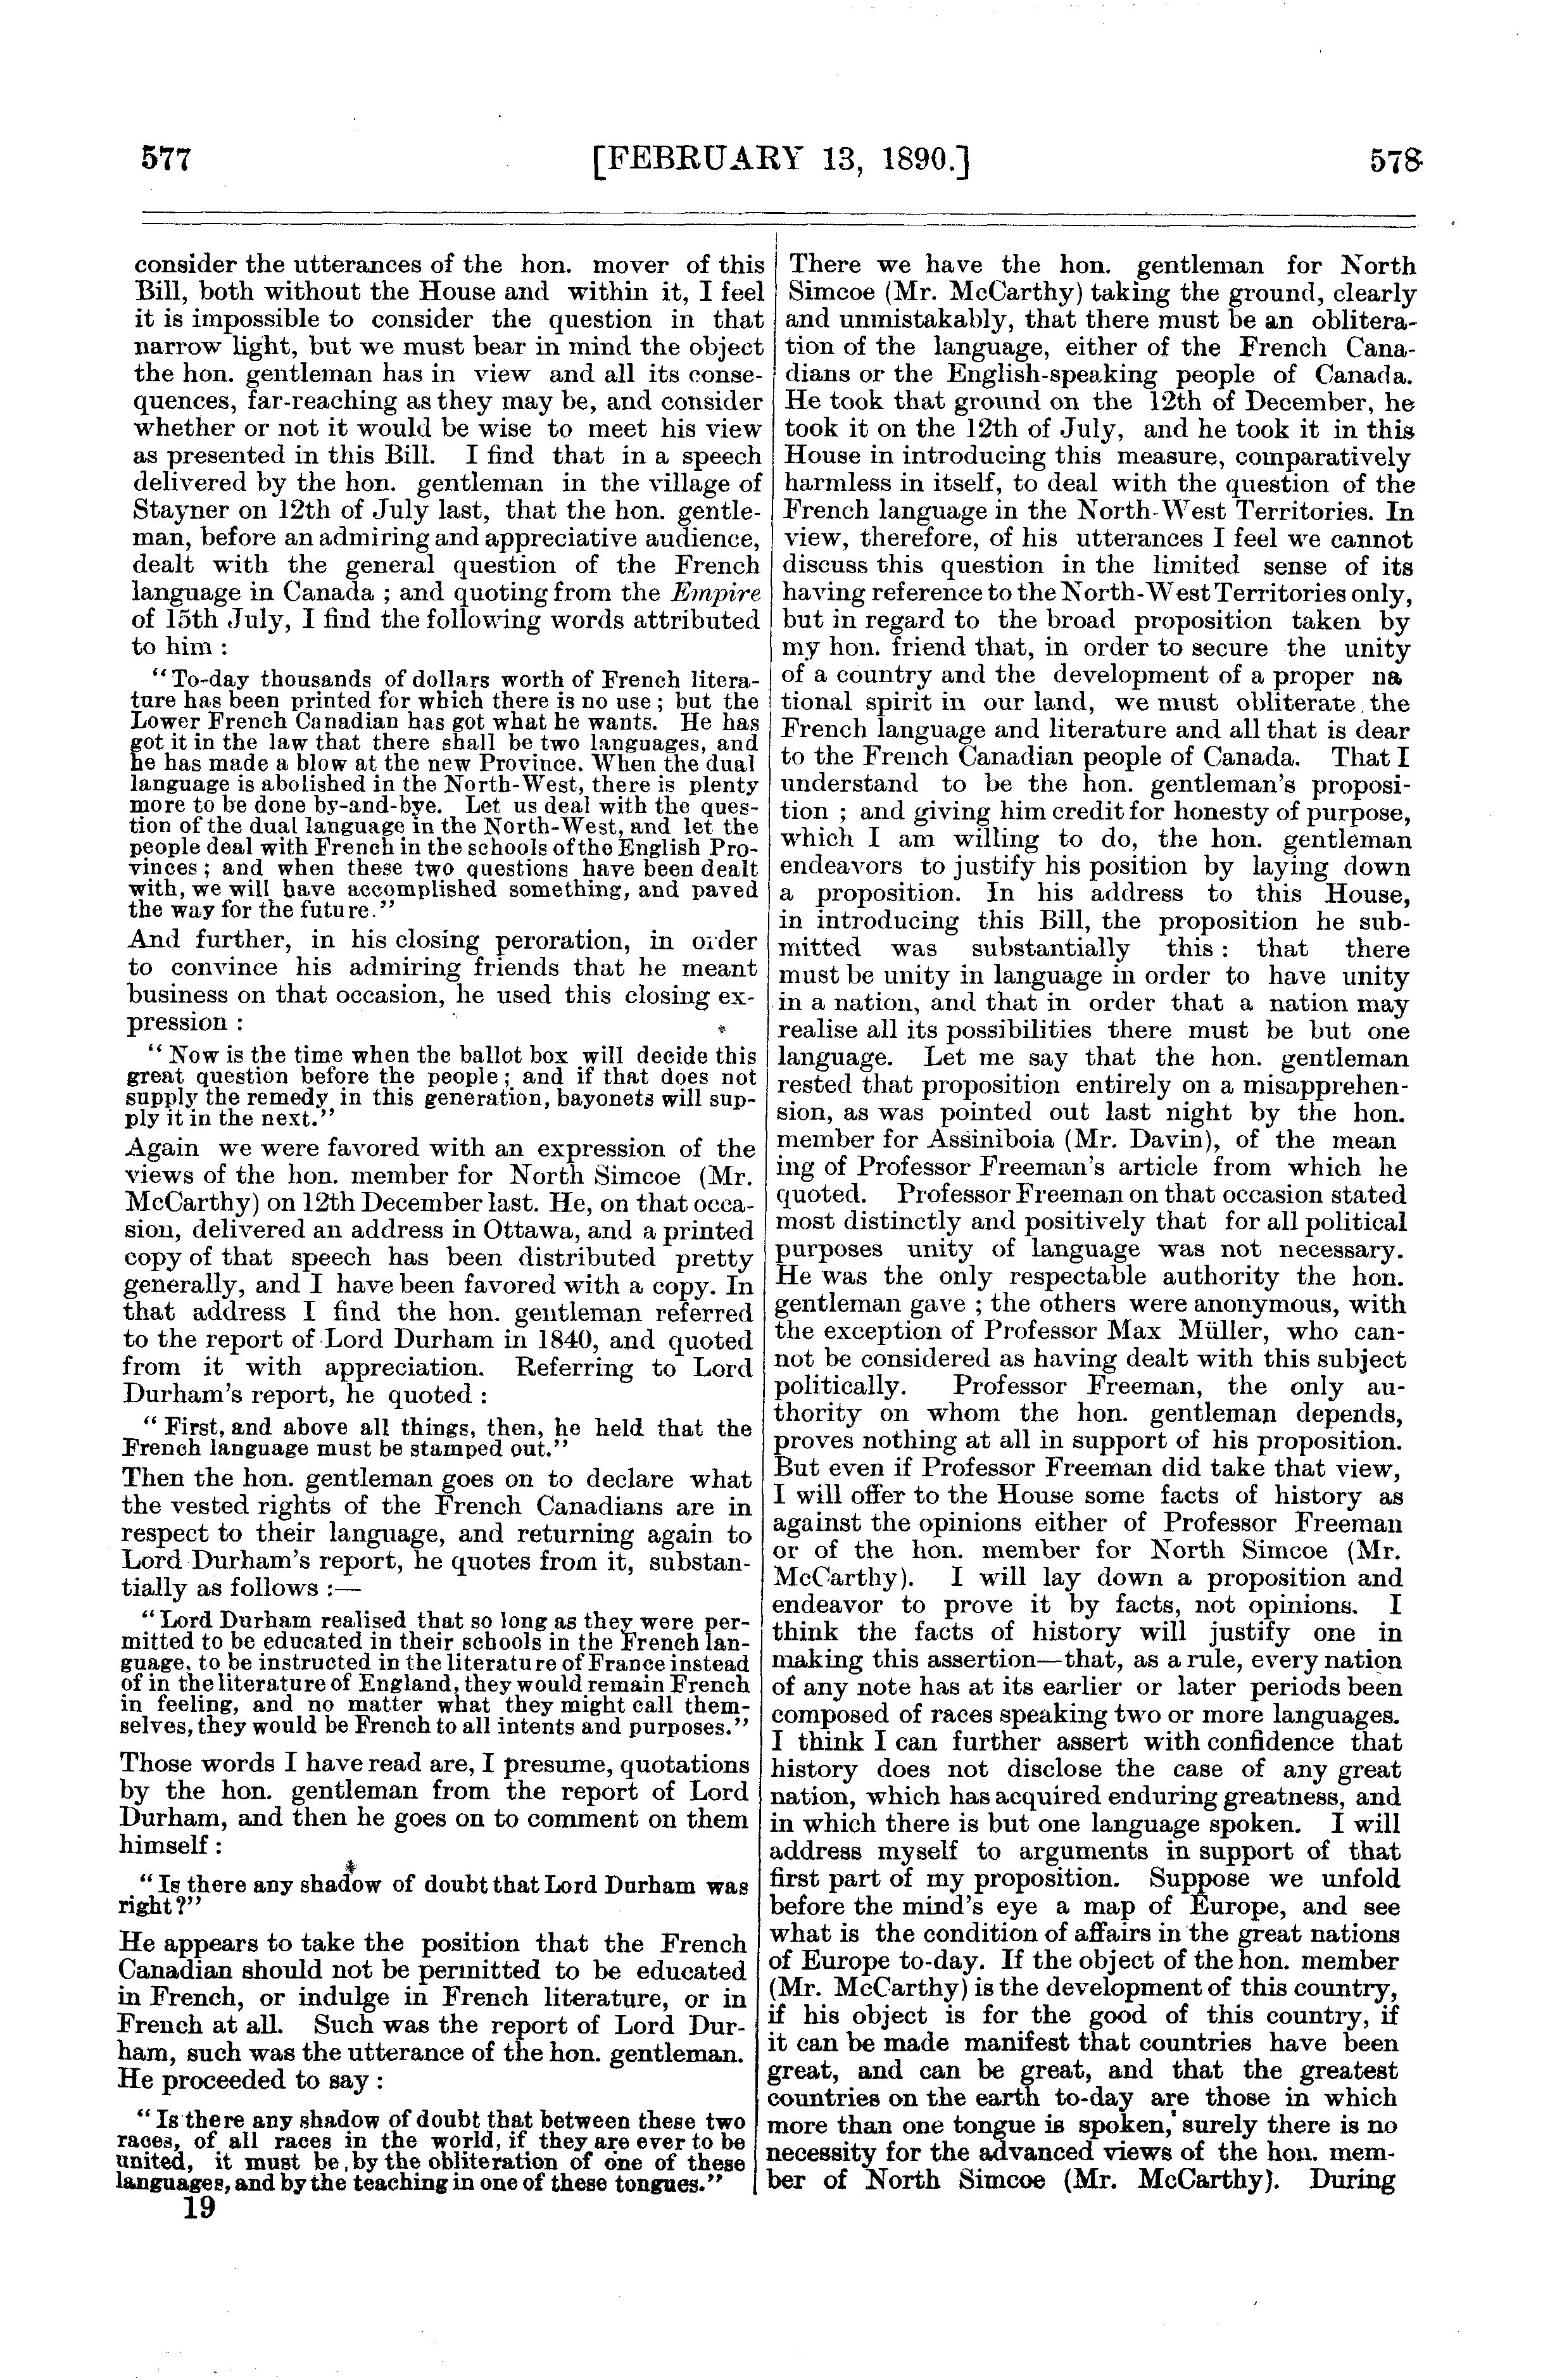 577
[FEBRUARY 13, 1890.]
578
consider the utterances of the hon. mover of this
Bill, both without the House and within it, I feel
it is impossible to consider the question in that
narrow light, but we must bear in mind the object
the hon. gentleman has in view and all its conse-
quences, far-reaching as they may be, and consider
whether or not it would be wise to meet his view
as presented in this Bill. I find that in a speech
delivered by the hon. gentleman in the village of
Stayner on 12th of July last, that the hon. gentle-
man, before an admiring and appreciative audience,
dealt with the general question of the French
language in Canada ; and quoting from the Empire
of 15th July, I find the following words attributed
to him :
"To-day thousands of dollars worth of French litera-
ture has been printed for which there is no use; but the
Lower French Canadian has got what he wants. He has
got it in the law that there shall be two languages, and
he has made a blow at the new Province. When the dual
language is abolished in the North-West, there is plenty
more to be done by-and-bye. Let us deal with the ques-
tion of the dual language in the North-West, and let the
people deal with French in the schools of the English Pro-
vinces; and when these two questions have been dealt
with, we will have accomplished something, and paved
the way for the future."
And further, in his closing peroration, in order
to convince his admiring friends that he meant
business on that occasion, he used this closing ex-
pression :
"Now is the time when the ballot box will decide this
great question before the people; and if that does not
supply the remedy in this generation, bayonets will sup-
ply it in the next."
Again we were favored with an expression of the
views of the hon. member for North Simcoe (Mr.
McCarthy) on 12th December last. He, on that occa-
sion, delivered an address in Ottawa, and a printed
copy of that speech has been distributed pretty
generally, and I have been favored with a copy. In
that address I find the hon. gentleman referred
to the report of Lord Durham in 1840, and quoted
from it with appreciation. Referring to Lord
Durham's report, he quoted :
"First, and above all things, then, he held that the
French language must be stamped out."
Then the hon. gentleman goes on to declare what
the vested rights of the French Canadians are in
respect to their language, and returning again to
Lord Durham's report, he quotes from it, substan-
tially as follows :—
"Lord Durham realised that so long as they were per-
mitted to be educated in their schools in the French lan-
guage, to be instructed in the literature of France instead
of in the literature of England, they would remain French
in feeling, and no matter what they might call them-
selves, they would be French to all intents and purposes."
Those words I have read are, I presume, quotations
by the hon. gentleman from the report of Lord
Durham, and then he goes on to comment on them
himself :
"Is there any shadow of doubt that Lord Durham was
right?"
He appears to take the position that the French
Canadian should not be permitted to be educated
in French, or indulge in French literature, or in
French at all. Such was the report of Lord Dur-
ham, such was the utterance of the hon. gentleman.
He proceeded to say :
"Is there any shadow of doubt that between these two
races, of all races in the world, if they are ever to be
united, it must be by the obliteration of one of these
languages, and by the teaching in one of these tongues."
19
There we have the hon. gentleman for North
Simcoe (Mr. McCarthy) taking the ground, clearly
and unmistakably, that there must be an oblitera-
tion of the language, either of the French Cana-
dians or the English-speaking people of Canada.
He took that ground on the 12th of December, he
took it on the 12th of July, and he took it in this
House in introducing this measure, comparatively
harmless in itself, to deal with the question of the
French language in the North-West Territories. In
view, therefore, of his utterances I feel we cannot
discuss this question in the limited sense of its
having reference to the North-West Territories only,
but in regard to the broad proposition taken by
my hon. friend that, in order to secure the unity
of a country and the development of a proper na
tional spirit in our land, we must obliterate the
French language and literature and all that is dear
to the French Canadian people of Canada. That I
understand to be the hon. gentleman's proposi-
tion ; and giving him credit for honesty of purpose,
which I am willing to do, the hon. gentleman
endeavors to justify his position by laying down
a proposition. In his address to this House,
in introducing this Bill, the proposition he sub-
mitted was substantially this : that there
must be unity in language in order to have unity
in a nation, and that in order that a nation may
realise all its possibilities there must be but one
language. Let me say that the hon. gentleman
rested that proposition entirely on a misapprehen-
sion, as was pointed out last night by the hon.
member for Assiniboia (Mr. Davin), of the mean
ing of Professor Freeman's article from which he
quoted. Professor Freeman on that occasion stated
most distinctly and positively that for all political
purposes unity of language was not necessary.
He was the only respectable authority the hon.
gentleman gave ; the others were anonymous, with
the exception of Professor Max Müller, who can-
not be considered as having dealt with this subject
politically. Professor Freeman, the only au-
thority on whom the hon. gentleman depends,
proves nothing at all in support of his proposition.
But even if Professor Freeman did take that view,
I will offer to the House some facts of history as
against the opinions either of Professor Freeman
or of the hon. member for North Simcoe (Mr.
McCarthy). I will lay down a proposition and
endeavor to prove it by facts, not opinions. I
think the facts of history will justify one in
making this assertion—that, as a rule, every nation
of any note has at its earlier or later periods been
composed of races speaking two or more languages.
I think I can further assert with confidence that
history does not disclose the case of any great
nation, which has acquired enduring greatness, and
in which there is but one language spoken. I will
address myself to arguments in support of that
first part of my proposition. Suppose we unfold
before the mind's eye a map of Europe, and see
what is the condition of affairs in the great nations
of Europe to-day. If the object of the hon. member
(Mr. McCarthy) is the development of this country,
if his object is for the good of this country, if
it can be made manifest that countries have been
great, and can be great, and that the greatest
countries on the earth to-day are those in which
more than one tongue is spoken, surely there is no
necessity for the advanced views of the hon. mem-
ber of North Simcoe (Mr. McCarthy). During